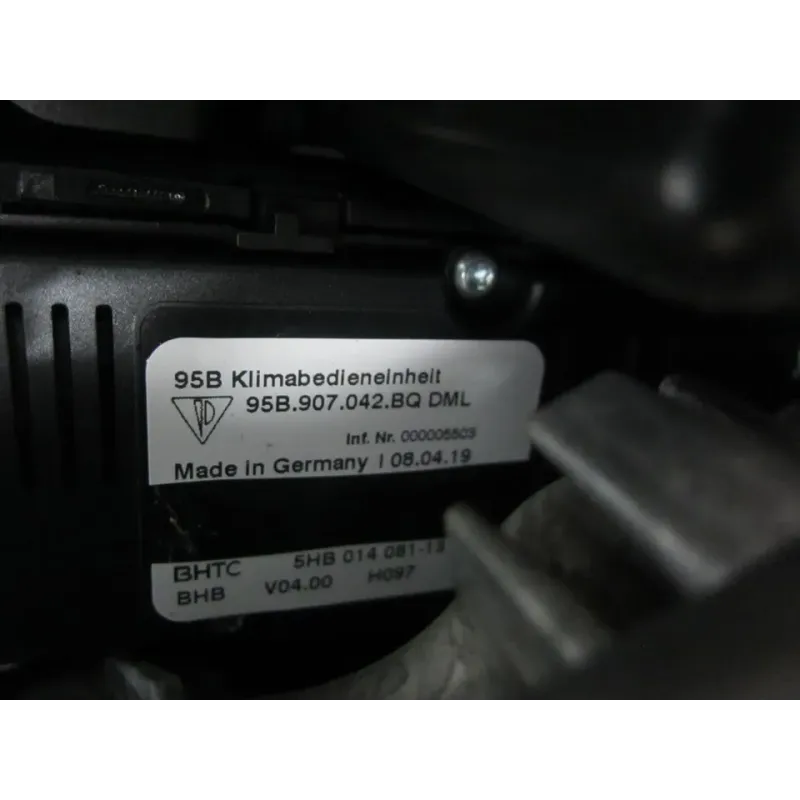 95B Klimabedieneinheit
95B.907.042.BQ DML
Inf. Nr. 000005503
Made in Germany | 08.04.19
BHTC 5HB 014 081-13
BHB V04.00 H097